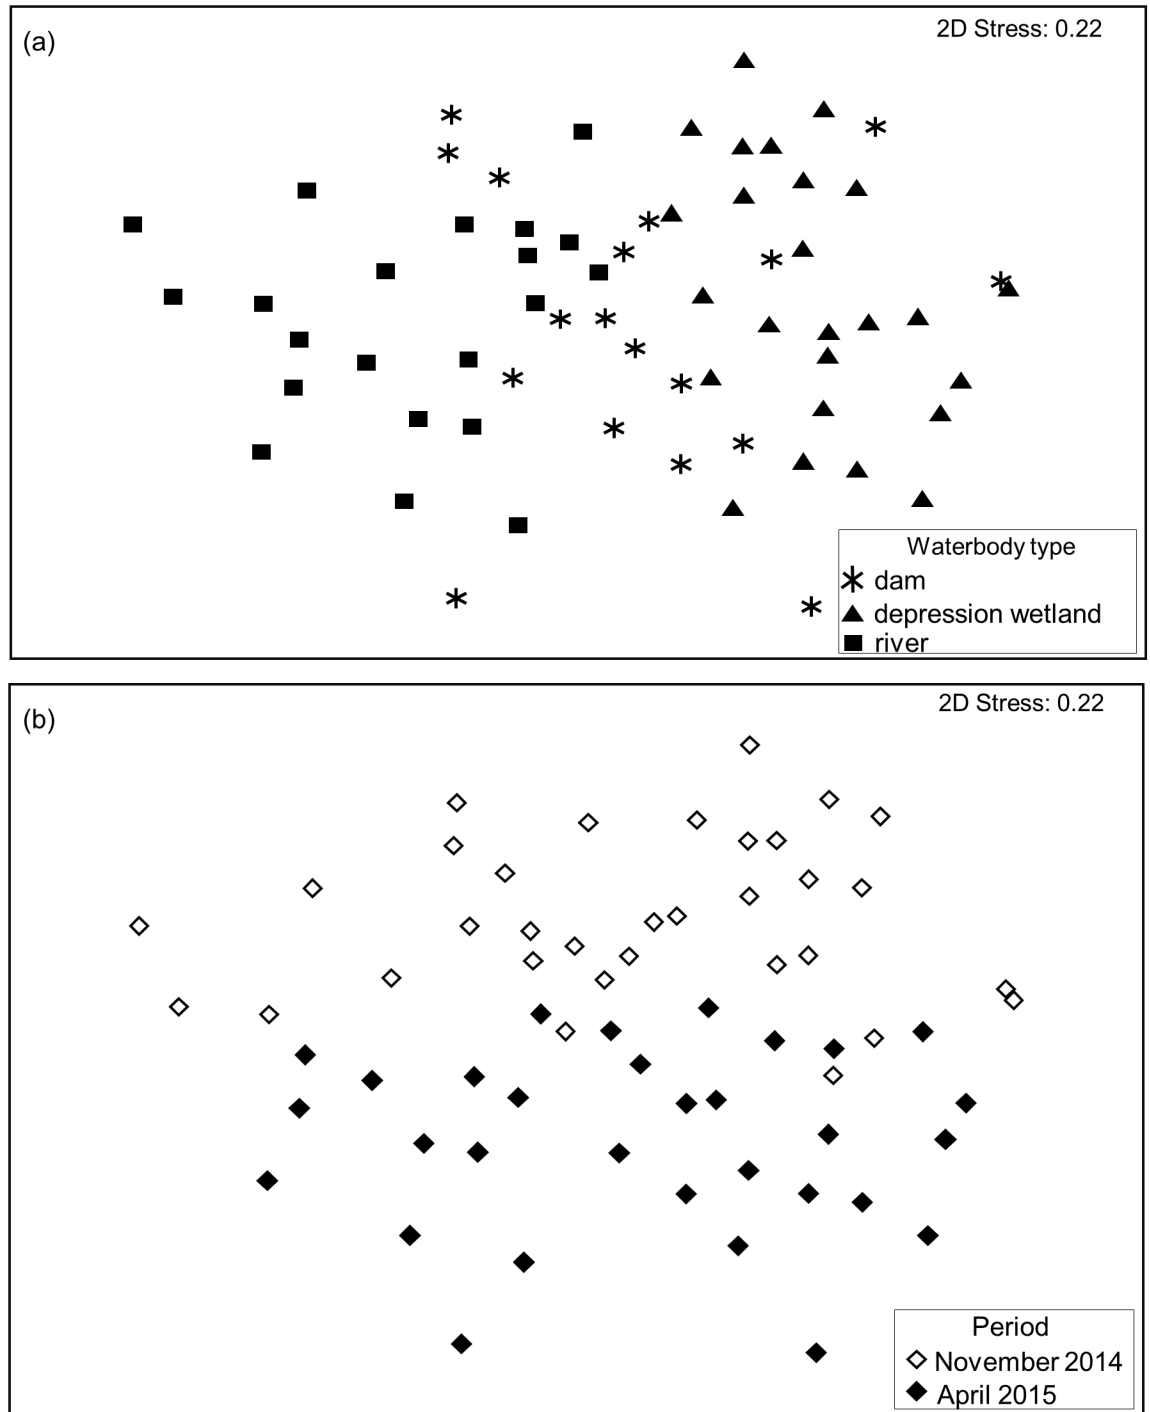 (a)
2D Stress: 0.22
Waterbody type
dam
depression wetland
river
(b)
2D Stress: 0.22
Period
November 2014
April 2015